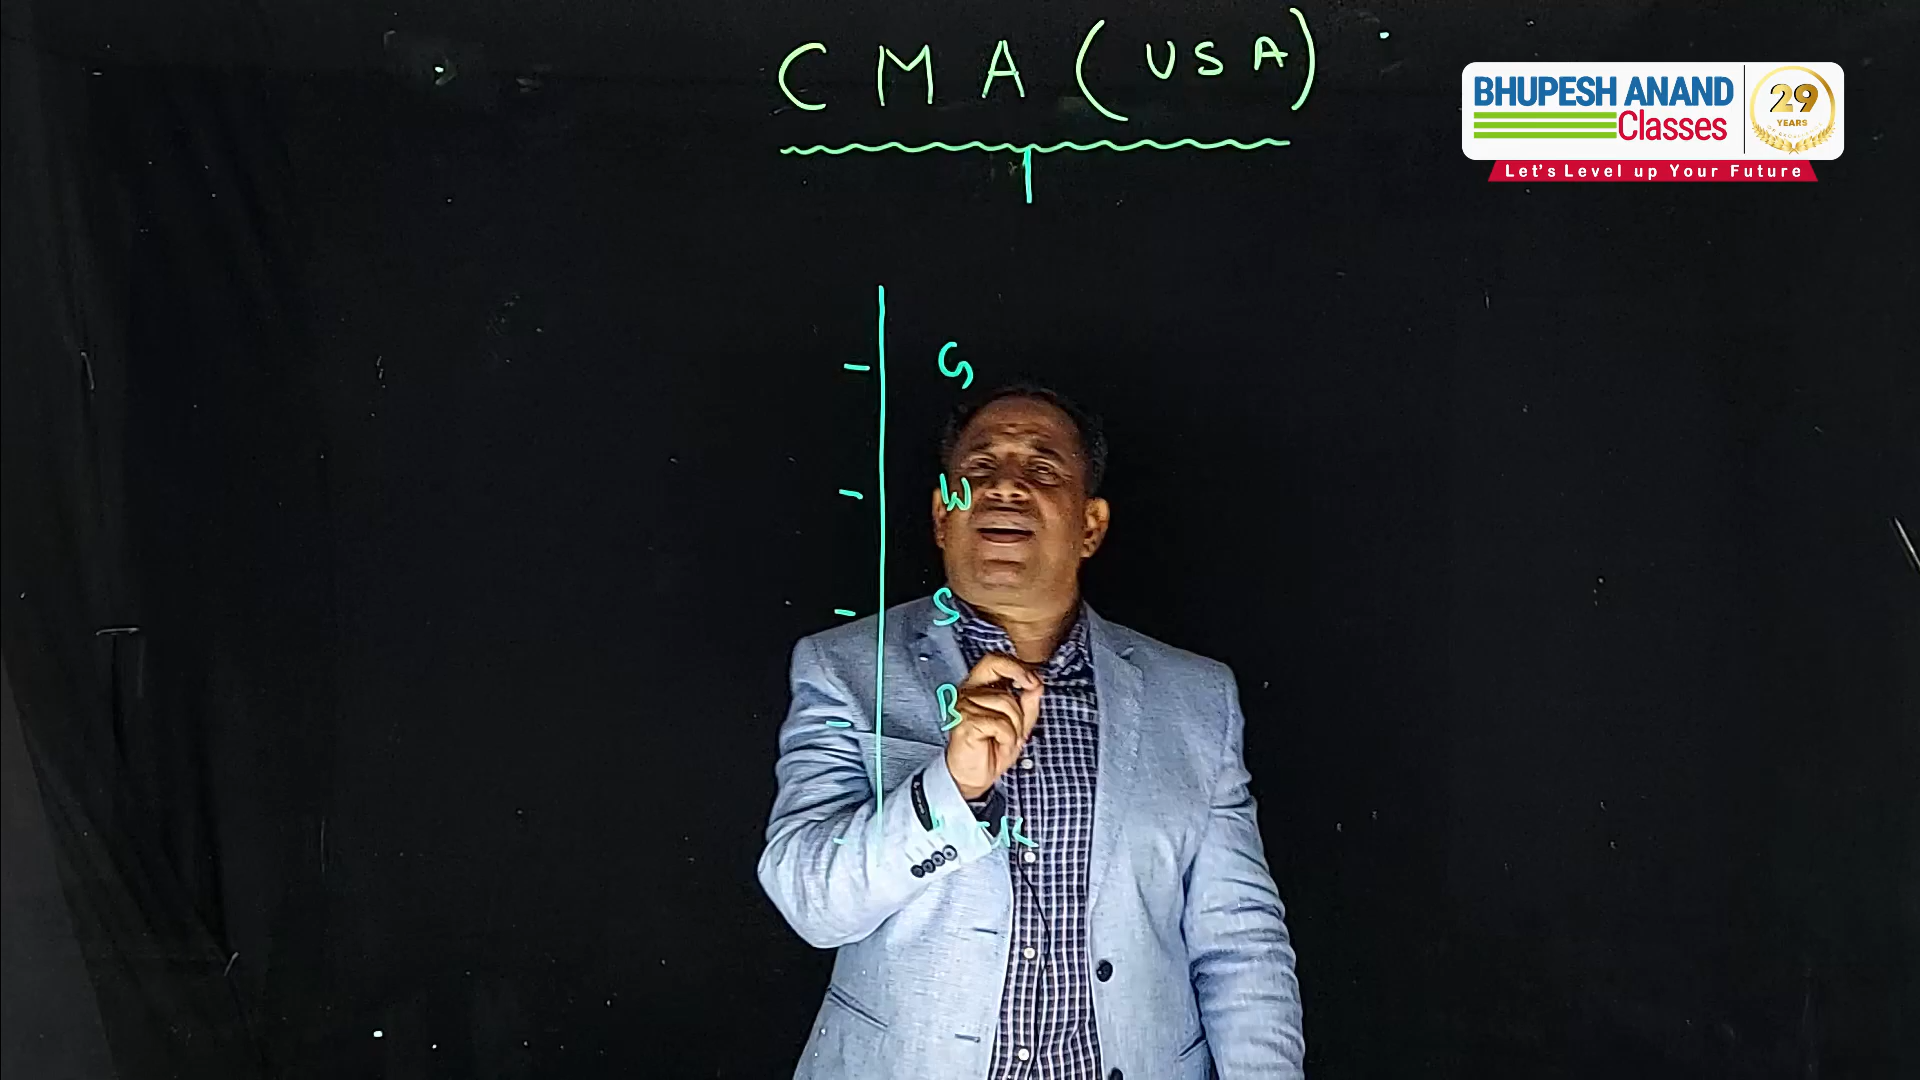 CMA (USA)
BHUPESH ANAND
Classes
29
YEARS
Let's Level up Your Future
- G
- W
- S
- B